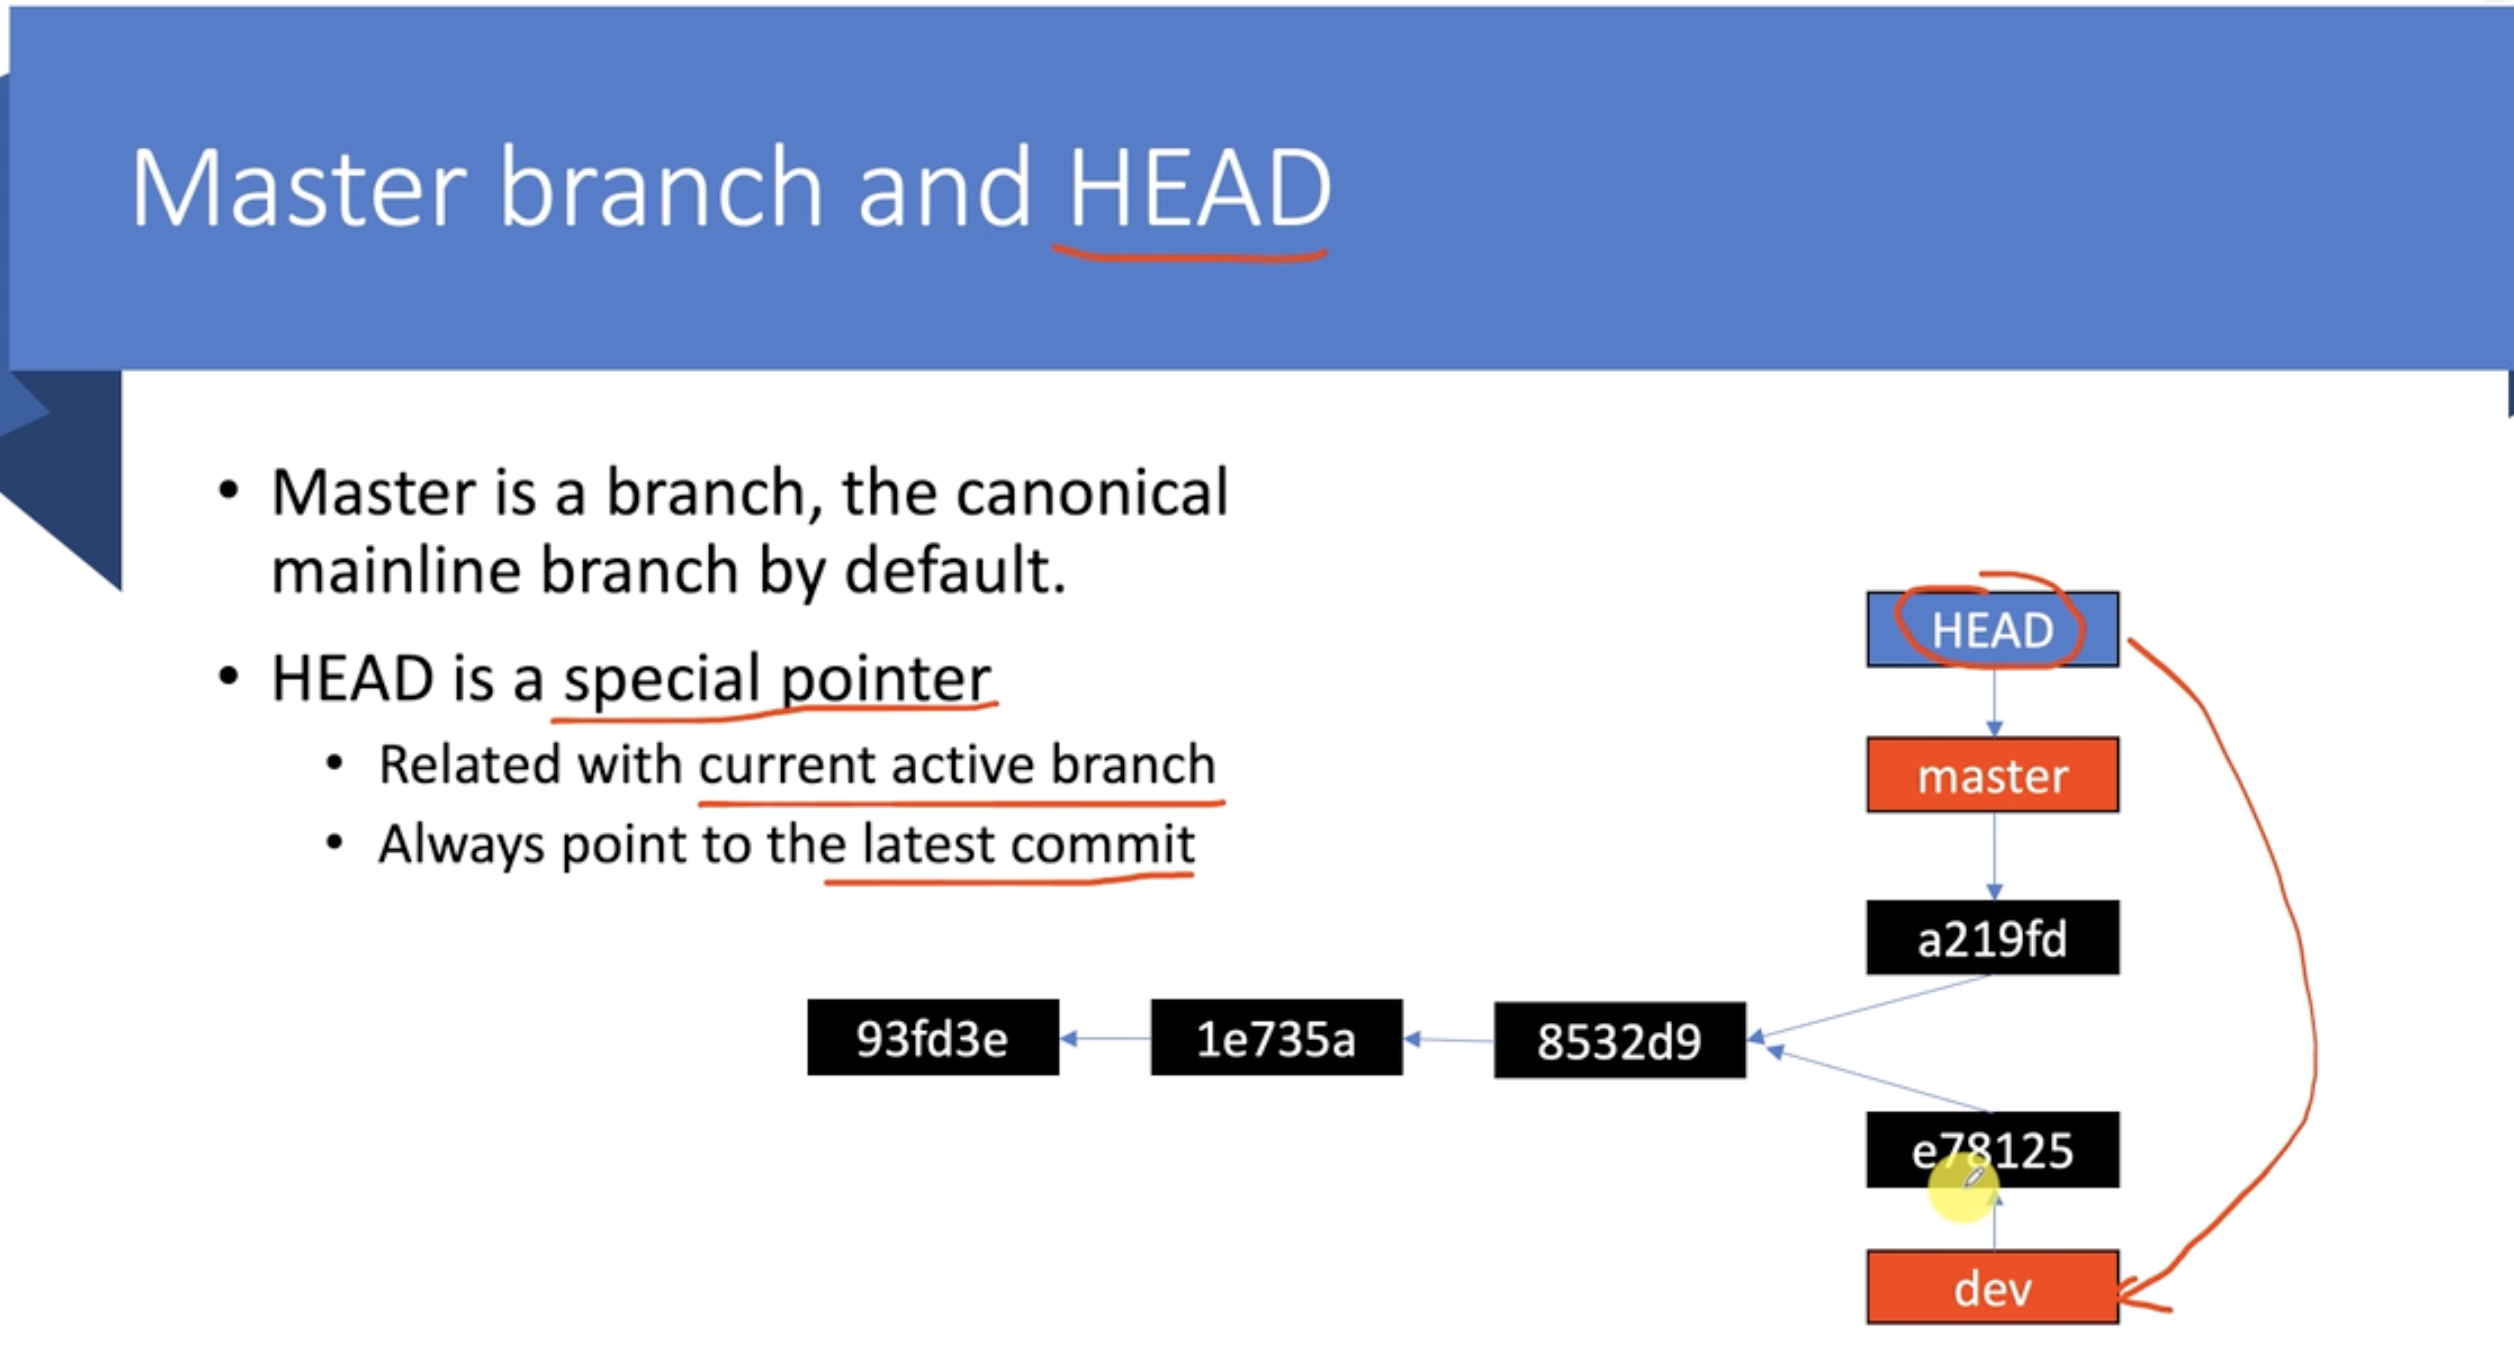 Master branch and HEAD
• Master is a branch, the canonical
mainline branch by default.
• HEAD is a special pointer
• Related with current active branch
• Always point to the latest commit
HEAD
master
a219fd
93fd3e
1e735a
8532d9
e78125
dev